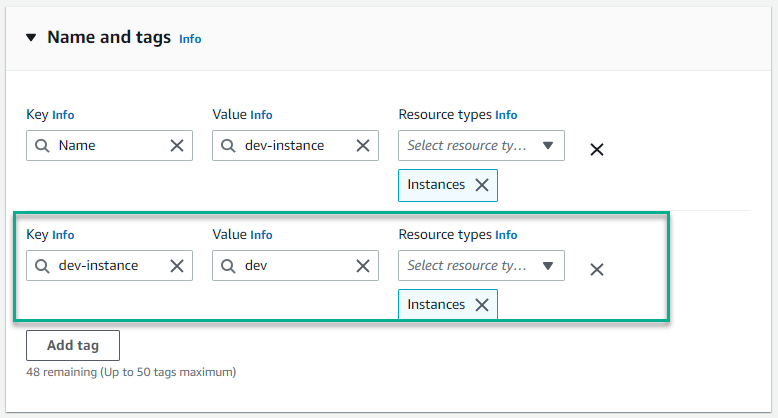 Name and tags Info
Key Info Value Info Resource types Info
Name dev-instance Select resource ty...
Instances
Key Info Value Info Resource types Info
dev-instance dev Select resource ty...
Instances
Add tag
48 remaining (Up to 50 tags maximum)